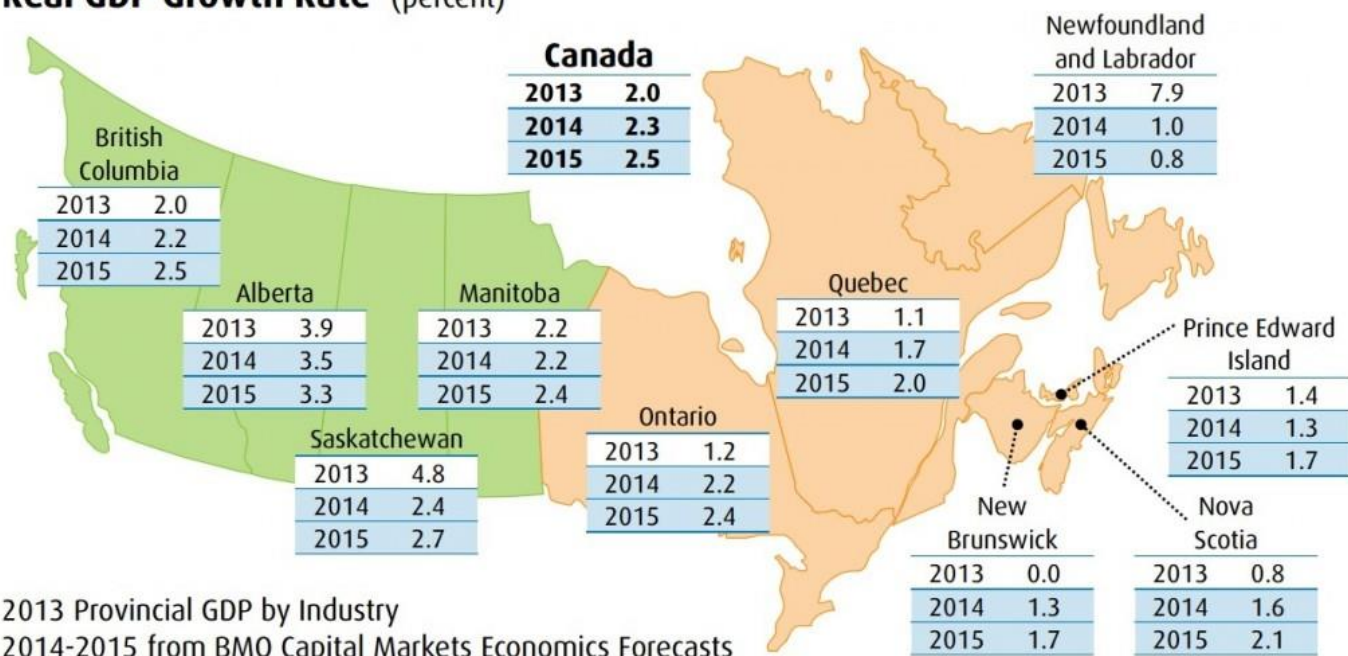 Real GDP Growth Rate (percent)
Canada
2013 2.0
2014 2.3
2015 2.5
Newfoundland
and Labrador
2013 7.9
2014 1.0
2015 0.8
British
Columbia
2013 2.0
2014 2.2
2015 2.5
Alberta
2013 3.9
2014 3.5
2015 3.3
Manitoba
2013 2.2
2014 2.2
2015 2.4
Quebec
2013 1.1
2014 1.7
2015 2.0
Prince Edward
Island
2013 1.4
2014 1.3
2015 1.7
Saskatchewan
2013 4.8
2014 2.4
2015 2.7
Ontario
2013 1.2
2014 2.2
2015 2.4
New
Brunswick
2013 0.0
2014 1.3
2015 1.7
Nova
Scotia
2013 0.8
2014 1.6
2015 2.1
2013 Provincial GDP by Industry
2014-2015 from BMO Capital Markets Economics Forecasts